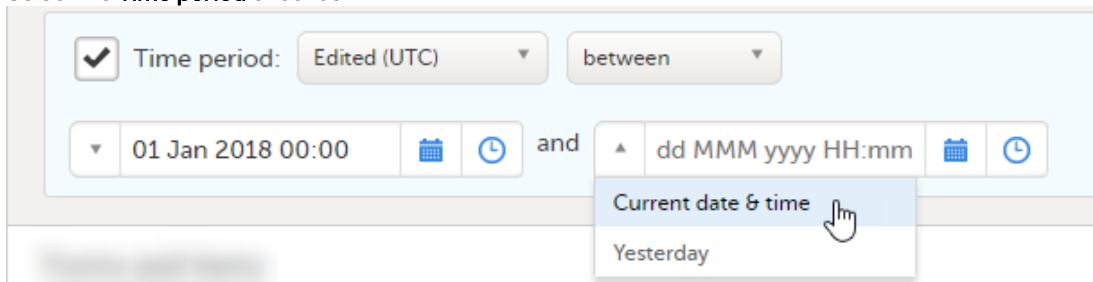 Time period: Edited (UTC) between
01 Jan 2018 00:00 and dd MMM yyyy HH:mm
Current date & time
Yesterday